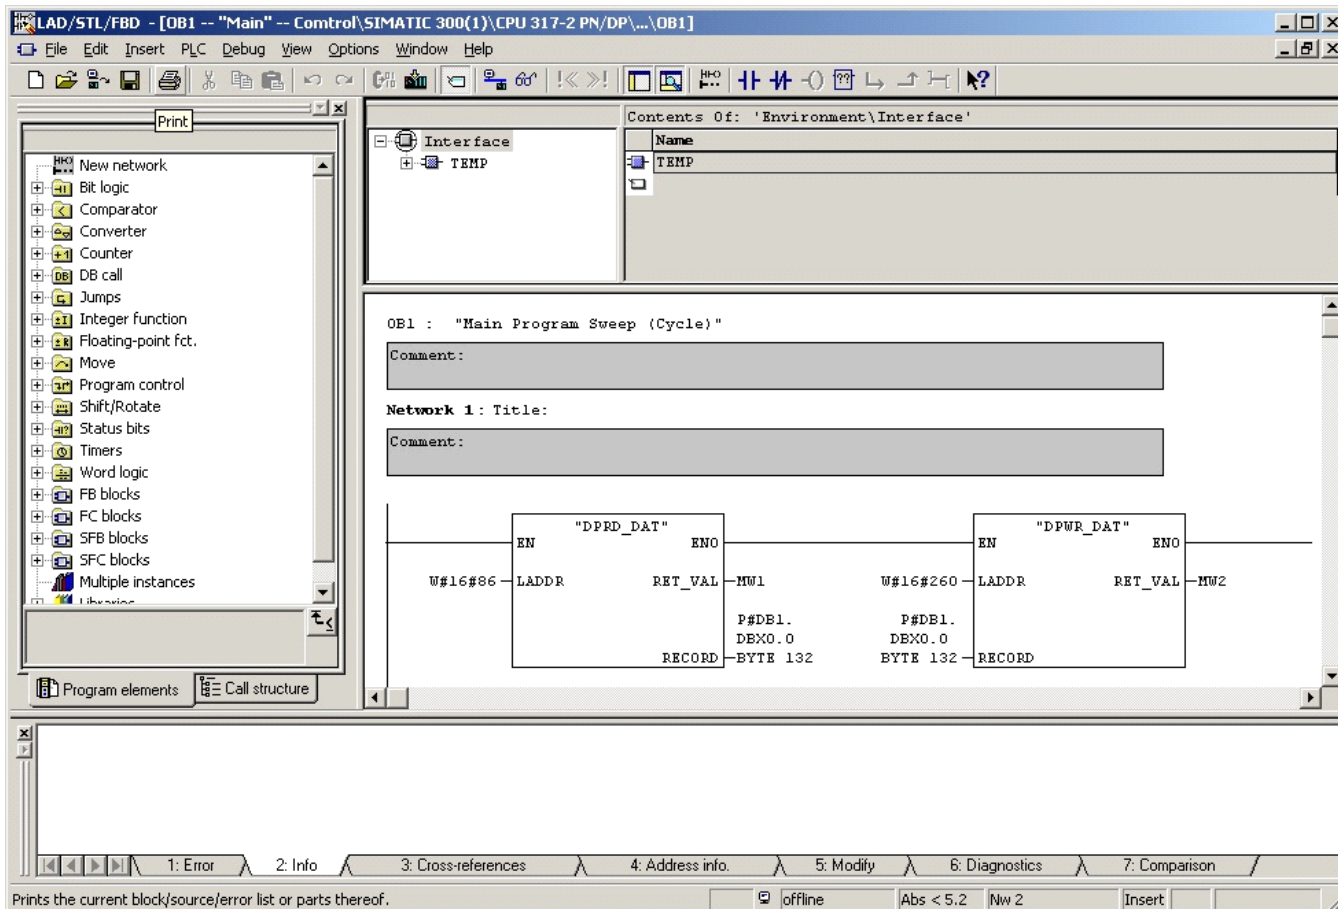 LAD/STL/FBD - [OB1 -- "Main" -- Comtrol\SIMATIC 300(1)\CPU 317-2 PN/DP\...\OB1]
File Edit Insert PLC Debug View Options Window Help
Print
New network
Bit logic
Comparator
Converter
Counter
DB call
Jumps
Integer function
Floating-point fct.
Move
Program control
Shift/Rotate
Status bits
Timers
Word logic
FB blocks
FC blocks
SFB blocks
SFC blocks
Multiple instances
Libraries
Program elements Call structure
Interface
TEMP
Contents Of: 'Environment\Interface'
Name
TEMP
OB1 : "Main Program Sweep (Cycle)"
Comment:
Network 1: Title:
Comment:
"DPRD_DAT" "DPWR_DAT"
EN ENO EN ENO
W#16#86 LADDR RET_VAL MW1 W#16#260 LADDR RET_VAL MW2
P#DB1. P#DB1.
DBX0.0 DBX0.0
RECORD BYTE 132 BYTE 132 RECORD
1: Error 2: Info 3: Cross-references 4: Address info. 5: Modify 6: Diagnostics 7: Comparison
Prints the current block/source/error list or parts thereof. offline Abs < 5.2 Nw 2 Insert